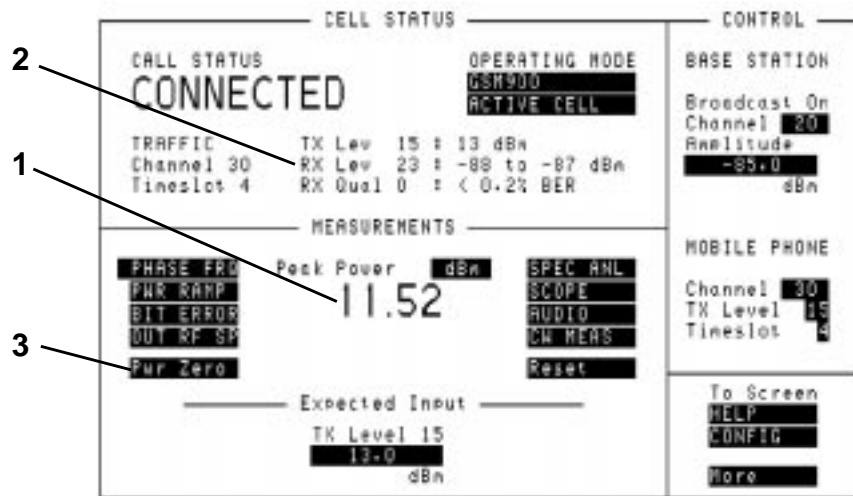 CELL STATUS
CALL STATUS
CONNECTED
OPERATING MODE
GSM900
ACTIVE CELL
TRAFFIC
Channel 30
Timeslot 4
TX Lev 15 : 13 dBm
RX Lev 23 : -88 to -87 dBm
RX Qual 0 : < 0.2% BER
2
1
3
MEASUREMENTS
PHASE FRQ
PWR RAMP
BIT ERROR
OUT RF SP
Pwr Zero
Peak Power dBm
11.52
SPEC ANL
SCOPE
AUDIO
CW MEAS
Reset
Expected Input
TX Level 15
13.0
dBm
CONTROL
BASE STATION
Broadcast On
Channel 20
Amplitude
-85.0
dBm
MOBILE PHONE
Channel 30
TX Level 15
Timeslot 4
To Screen
HELP
CONFIG
More